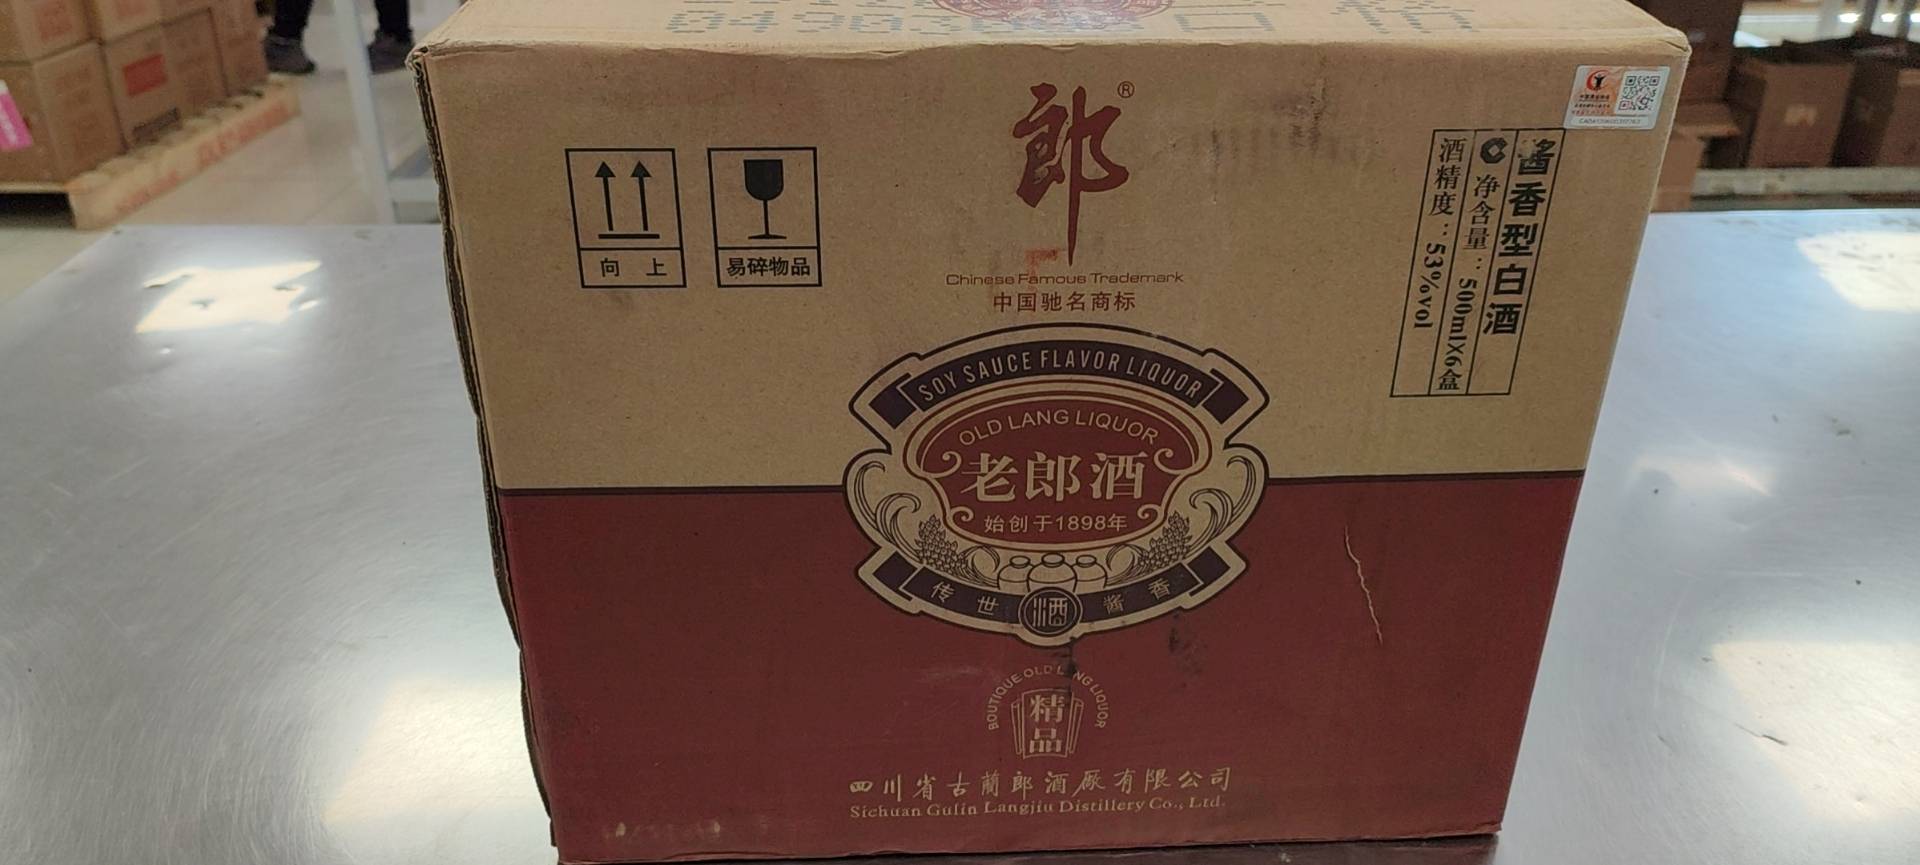 郎®
Chinese Famous Trademark
中国驰名商标
向 上
易碎物品
酱香型白酒
净含量：500ml×6盒
酒精度：53%vol
SOY SAUCE FLAVOR LIQUOR
OLD LANG LIQUOR
老郎酒
始创于1898年
传世 酒 酱香
BOUTIQUE OLD LANG LIQUOR
精品
四川省古蔺郎酒厂有限公司
Sichuan Gulin Langjiu Distillery Co., Ltd.